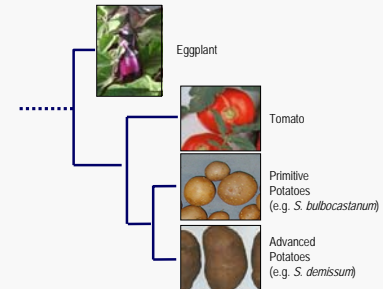 Eggplant
Tomato
Primitive
Potatoes
(e.g. S. bulbocastanum)
Advanced
Potatoes
(e.g. S. demissum)